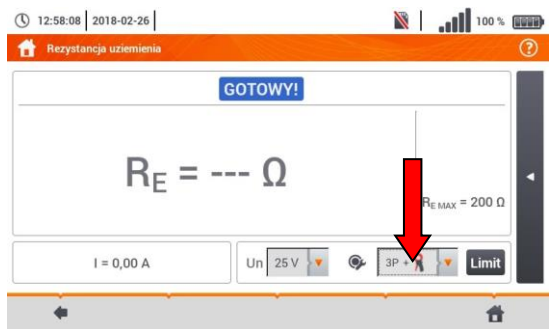 12:58:08 2018-02-26 100 %
Rezystancja uziemienia ?
GOTOWY!
RE = --- Ω
RE MAX = 200 Ω
I = 0,00 A Un 25 V 3P + Limit